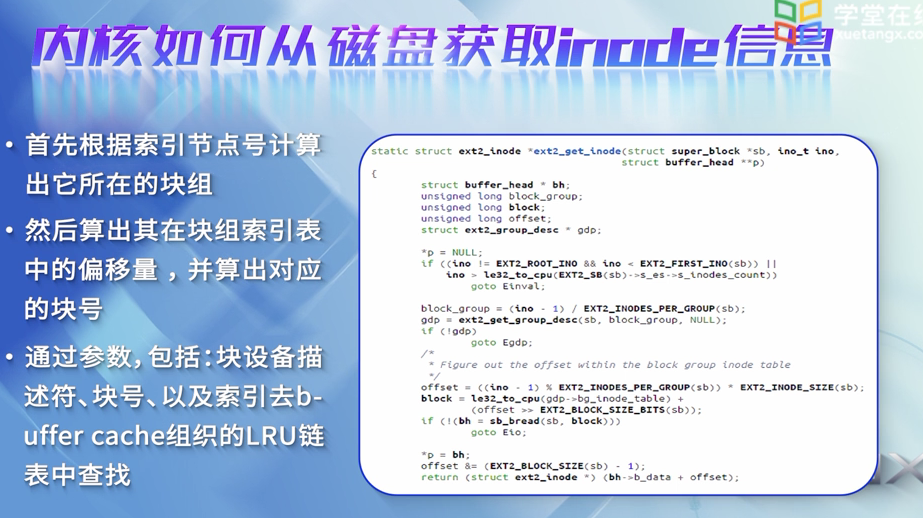 内核如何从磁盘获取inode信息
学堂在线
xuetangx.co
• 首先根据索引节点号计算
出它所在的块组
• 然后算出其在块组索引表
中的偏移量，并算出对应
的块号
• 通过参数，包括：块设备描
述符、块号、以及索引去b-
uffer cache组织的LRU链
表中查找
static struct ext2_inode *ext2_get_inode(struct super_block *sb, ino_t ino,
struct buffer_head **p)
{
struct buffer_head * bh;
unsigned long block_group;
unsigned long block;
unsigned long offset;
struct ext2_group_desc * gdp;
*p = NULL;
if ((ino != EXT2_ROOT_INO && ino < EXT2_FIRST_INO(sb)) ||
ino > le32_to_cpu(EXT2_SB(sb)->s_es->s_inodes_count))
goto Einval;
block_group = (ino - 1) / EXT2_INODES_PER_GROUP(sb);
gdp = ext2_get_group_desc(sb, block_group, NULL);
if (!gdp)
goto Egdp;
/*
* Figure out the offset within the block group inode table
*/
offset = ((ino - 1) % EXT2_INODES_PER_GROUP(sb)) * EXT2_INODE_SIZE(sb);
block = le32_to_cpu(gdp->bg_inode_table) +
(offset >> EXT2_BLOCK_SIZE_BITS(sb));
if (!(bh = sb_bread(sb, block)))
goto Eio;
*p = bh;
offset &= (EXT2_BLOCK_SIZE(sb) - 1);
return (struct ext2_inode *) (bh->b_data + offset);